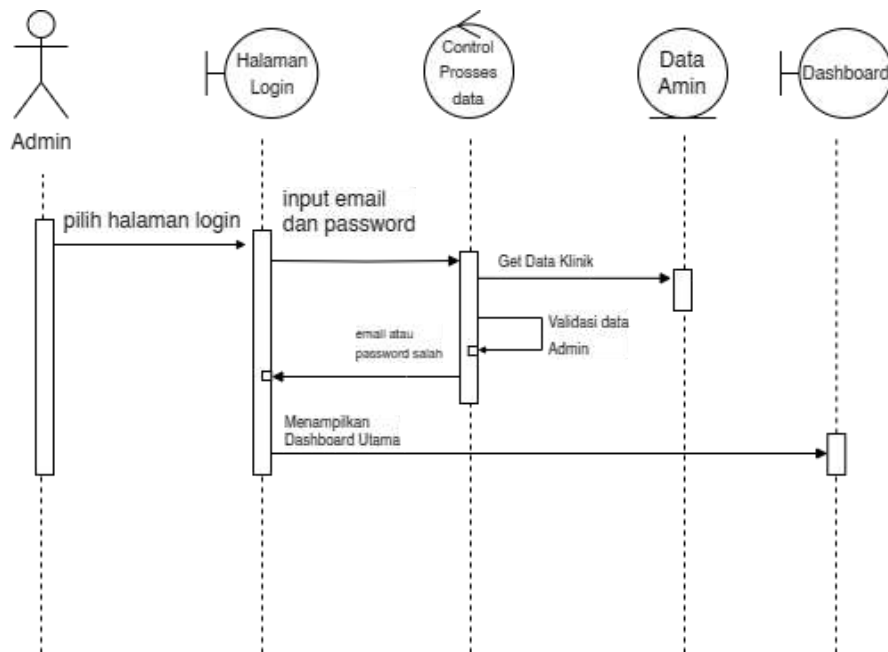 Halaman
Login
Control
Prosses
data
Data
Amin
Dashboard
Admin
pilih halaman login
input email
dan password
Get Data Klinik
Validasi data
Admin
email atau
password salah
Menampilkan
Dashboard Utama